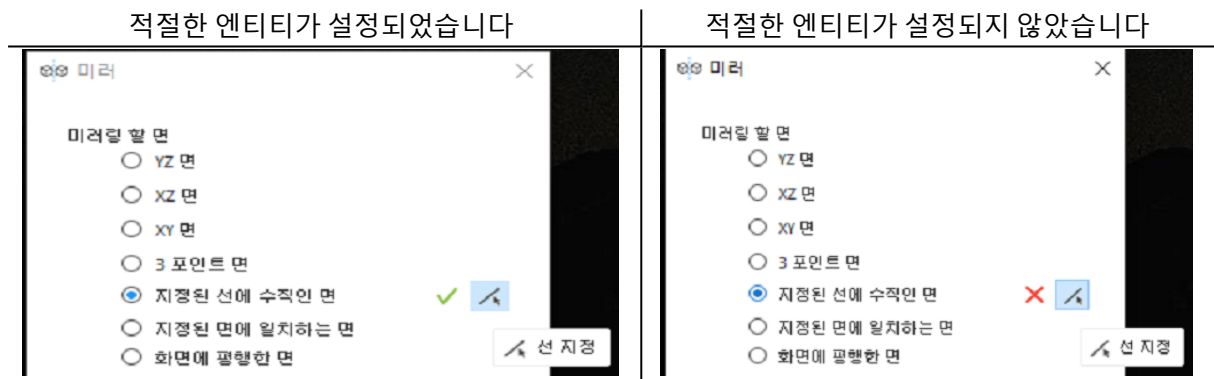 적절한 엔티티가 설정되었습니다
적절한 엔티티가 설정되지 않았습니다
미러
미러링 할 면
YZ 면
XZ 면
XY 면
3 포인트 면
지정된 선에 수직인 면
지정된 면에 일치하는 면
화면에 평행한 면
선 지정
미러
미러링 할 면
YZ 면
XZ 면
XY 면
3 포인트 면
지정된 선에 수직인 면
지정된 면에 일치하는 면
화면에 평행한 면
선 지정